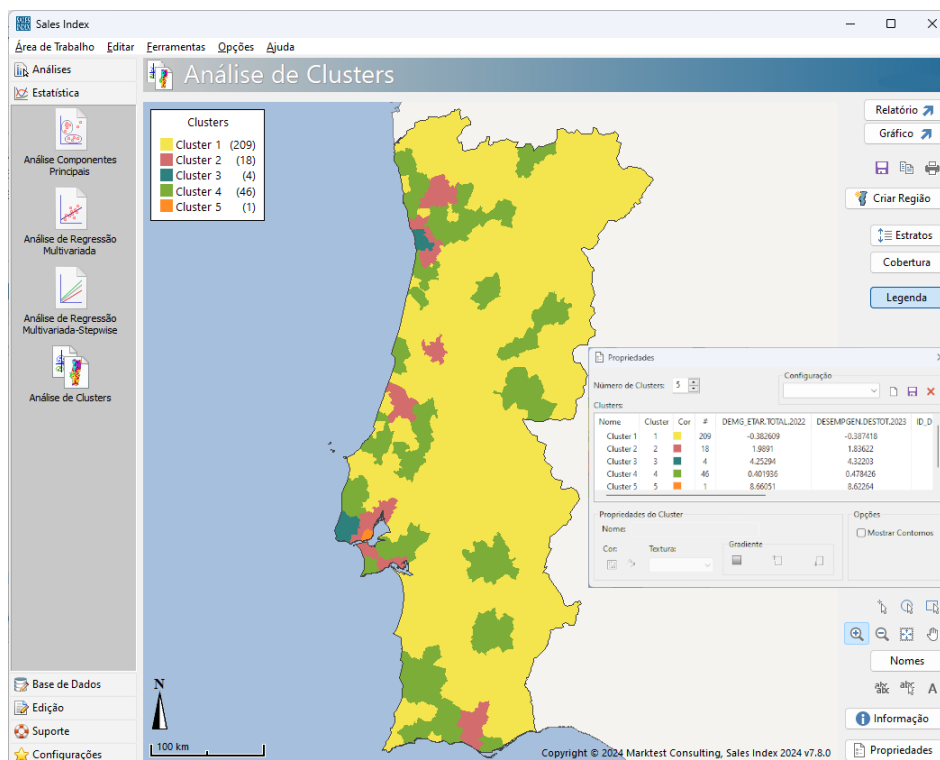 Sales Index
Área de Trabalho Editar Ferramentas Opções Ajuda
Análises
Estatística
Análise Componentes
Principais
Análise de Regressão
Multivariada
Análise de Regressão
Multivariada-Stepwise
Análise de Clusters
Base de Dados
Edição
Suporte
Configurações
Análise de Clusters
Clusters
Cluster 1 (209)
Cluster 2 (18)
Cluster 3 (4)
Cluster 4 (46)
Cluster 5 (1)
N
100 km
Copyright © 2024 Marktest Consulting, Sales Index 2024 v7.8.0
Relatório
Gráfico
Criar Região
Estratos
Cobertura
Legenda
Propriedades
Número de Clusters: 5
Configuração
Clusters:
Nome Cluster Cor # DEMG_ETAR.TOTAL.2022 DESEMPGEN.DESTOT.2023 ID_D
Cluster 1 1 209 -0.382609 -0.387418
Cluster 2 2 18 1.9891 1.83622
Cluster 3 3 4 4.25294 4.32203
Cluster 4 4 46 0.401936 0.478426
Cluster 5 5 1 8.66051 8.62264
Propriedades do Cluster
Nome:
Cor: Textura:
Gradiente
Opções
Mostrar Contornos
Nomes
abc
abc
abc
A
Informação
Propriedades